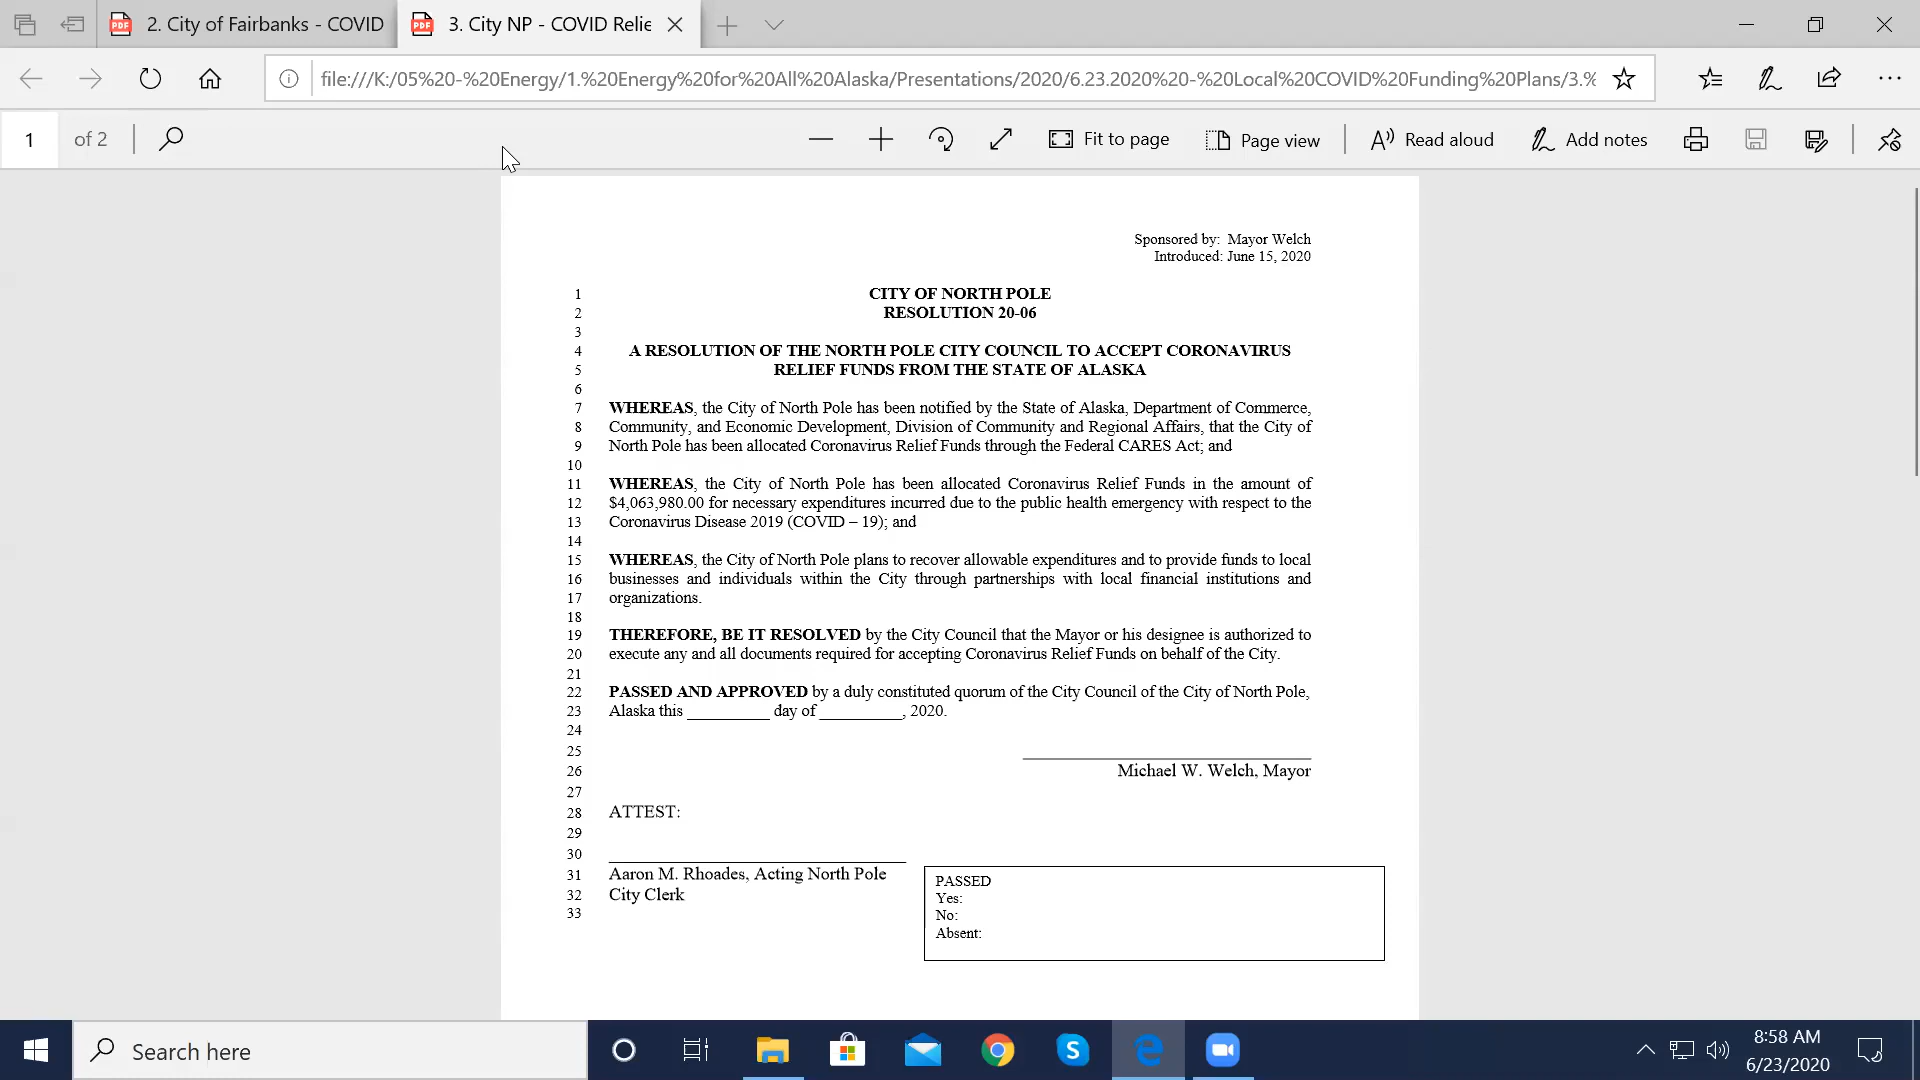 2. City of Fairbanks - COVID
3. City NP - COVID Relie
file:///K:/05%20-%20Energy/1.%20Energy%20for%20All%20Alaska/Presentations/2020/6.23.2020%20-%20Local%20COVID%20Funding%20Plans/3.%
1 of 2
Fit to page
Page view
Read aloud
Add notes
Sponsored by: Mayor Welch
Introduced: June 15, 2020
1 CITY OF NORTH POLE
2 RESOLUTION 20-06
3
4 A RESOLUTION OF THE NORTH POLE CITY COUNCIL TO ACCEPT CORONAVIRUS
5 RELIEF FUNDS FROM THE STATE OF ALASKA
6
7 WHEREAS, the City of North Pole has been notified by the State of Alaska, Department of Commerce,
8 Community, and Economic Development, Division of Community and Regional Affairs, that the City of
9 North Pole has been allocated Coronavirus Relief Funds through the Federal CARES Act; and
10
11 WHEREAS, the City of North Pole has been allocated Coronavirus Relief Funds in the amount of
12 $4,063,980.00 for necessary expenditures incurred due to the public health emergency with respect to the
13 Coronavirus Disease 2019 (COVID – 19); and
14
15 WHEREAS, the City of North Pole plans to recover allowable expenditures and to provide funds to local
16 businesses and individuals within the City through partnerships with local financial institutions and
17 organizations.
18
19 THEREFORE, BE IT RESOLVED by the City Council that the Mayor or his designee is authorized to
20 execute any and all documents required for accepting Coronavirus Relief Funds on behalf of the City.
21
22 PASSED AND APPROVED by a duly constituted quorum of the City Council of the City of North Pole,
23 Alaska this __________ day of __________, 2020.
24
25
26 Michael W. Welch, Mayor
27
28 ATTEST:
29
30
31 Aaron M. Rhoades, Acting North Pole
32 City Clerk
33
PASSED
Yes:
No:
Absent:
Search here
8:58 AM
6/23/2020